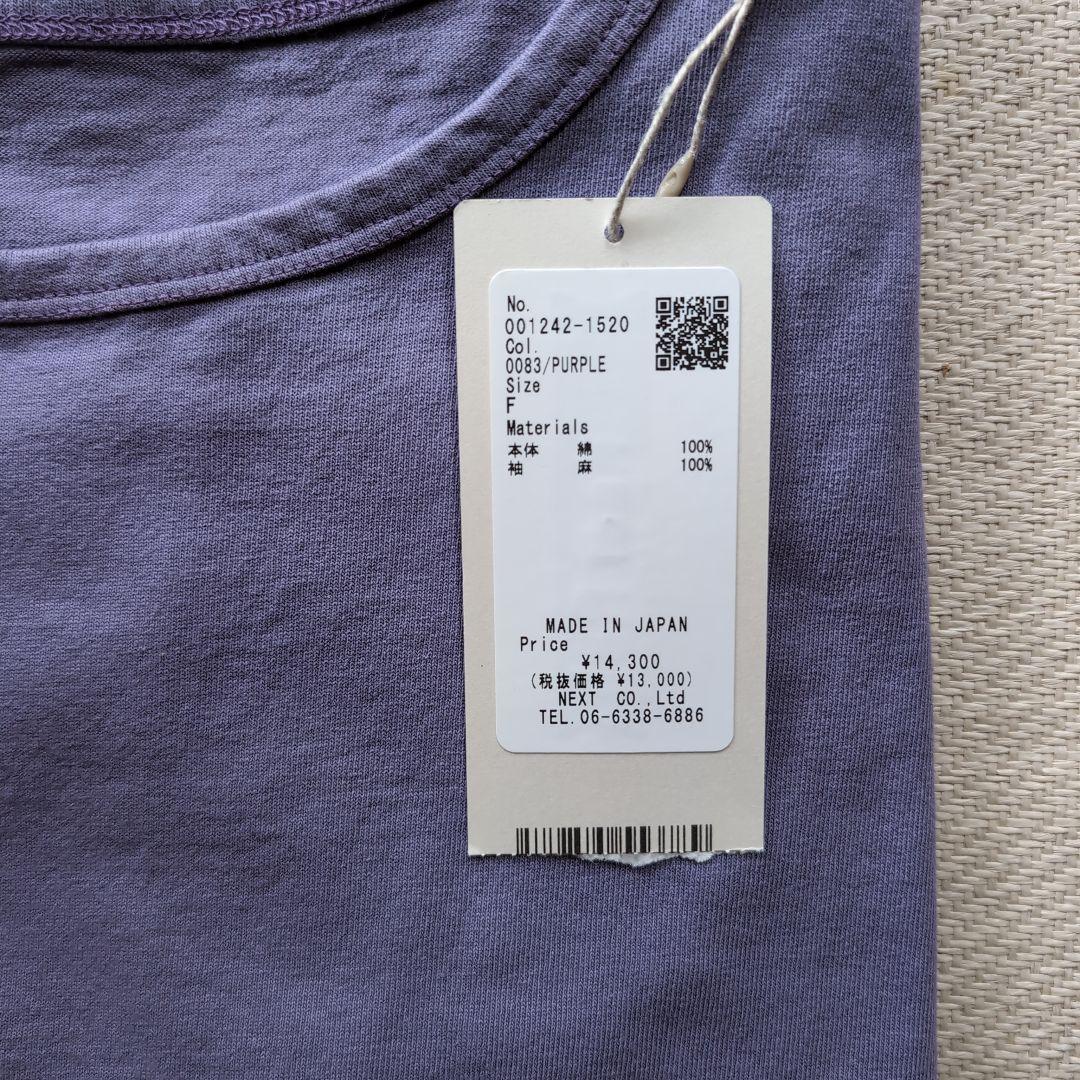 No.
001242-1520
Col.
0083/PURPLE
Size
F
Materials
本体 綿 100%
袖 麻 100%
MADE IN JAPAN
Price
¥14,300
(税抜価格 ¥13,000)
NEXT CO.,Ltd
TEL.06-6338-6886